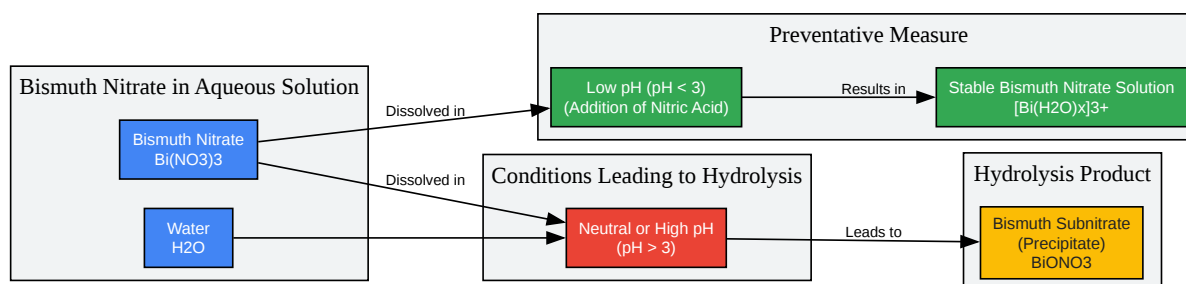 Preventative Measure
Bismuth Nitrate in Aqueous Solution
Low pH (pH < 3)
(Addition of Nitric Acid)
Results in
Stable Bismuth Nitrate Solution
[Bi(H2O)x]3+
Dissolved in
Bismuth Nitrate
Bi(NO3)3
Dissolved in
Conditions Leading to Hydrolysis
Hydrolysis Product
Water
H2O
Neutral or High pH
(pH > 3)
Leads to
Bismuth Subnitrate
(Precipitate)
BiONO3